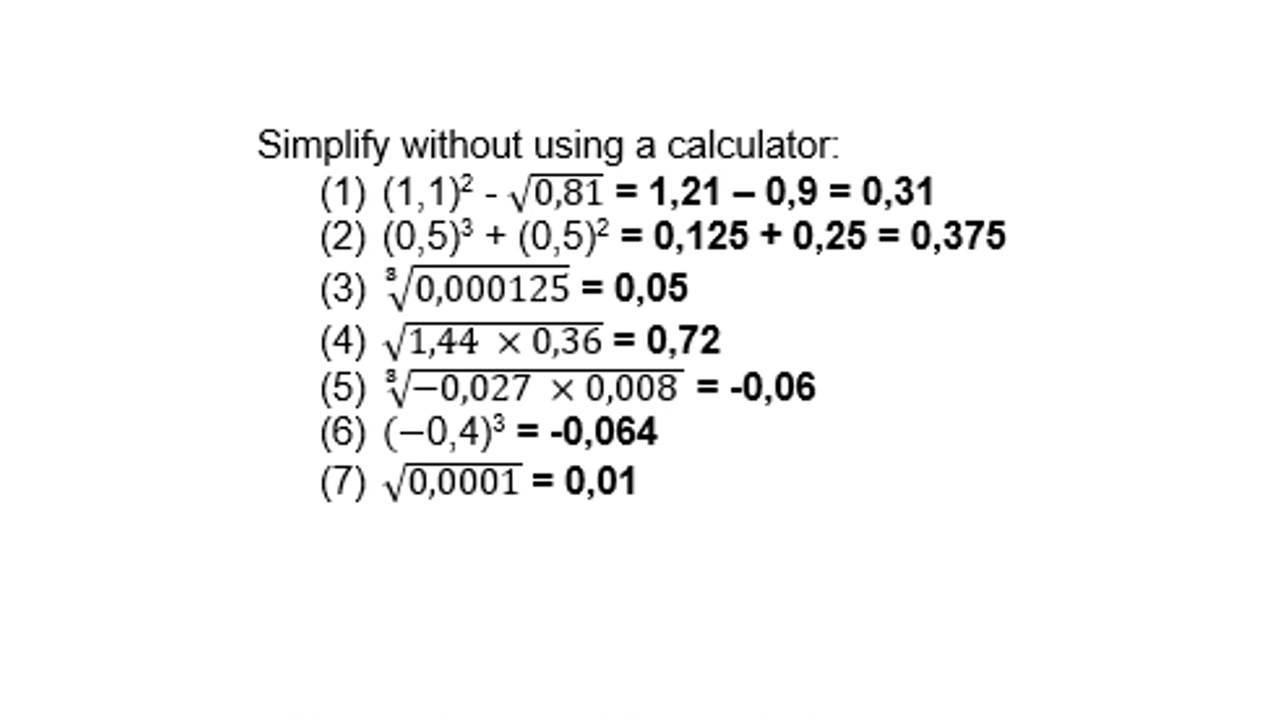 Simplify without using a calculator:
(1) (1,1)² - √0,81 = 1,21 – 0,9 = 0,31
(2) (0,5)³ + (0,5)² = 0,125 + 0,25 = 0,375
(3) ∛0,000125 = 0,05
(4) √1,44 × 0,36 = 0,72
(5) ∛−0,027 × 0,008 = -0,06
(6) (−0,4)³ = -0,064
(7) √0,0001 = 0,01